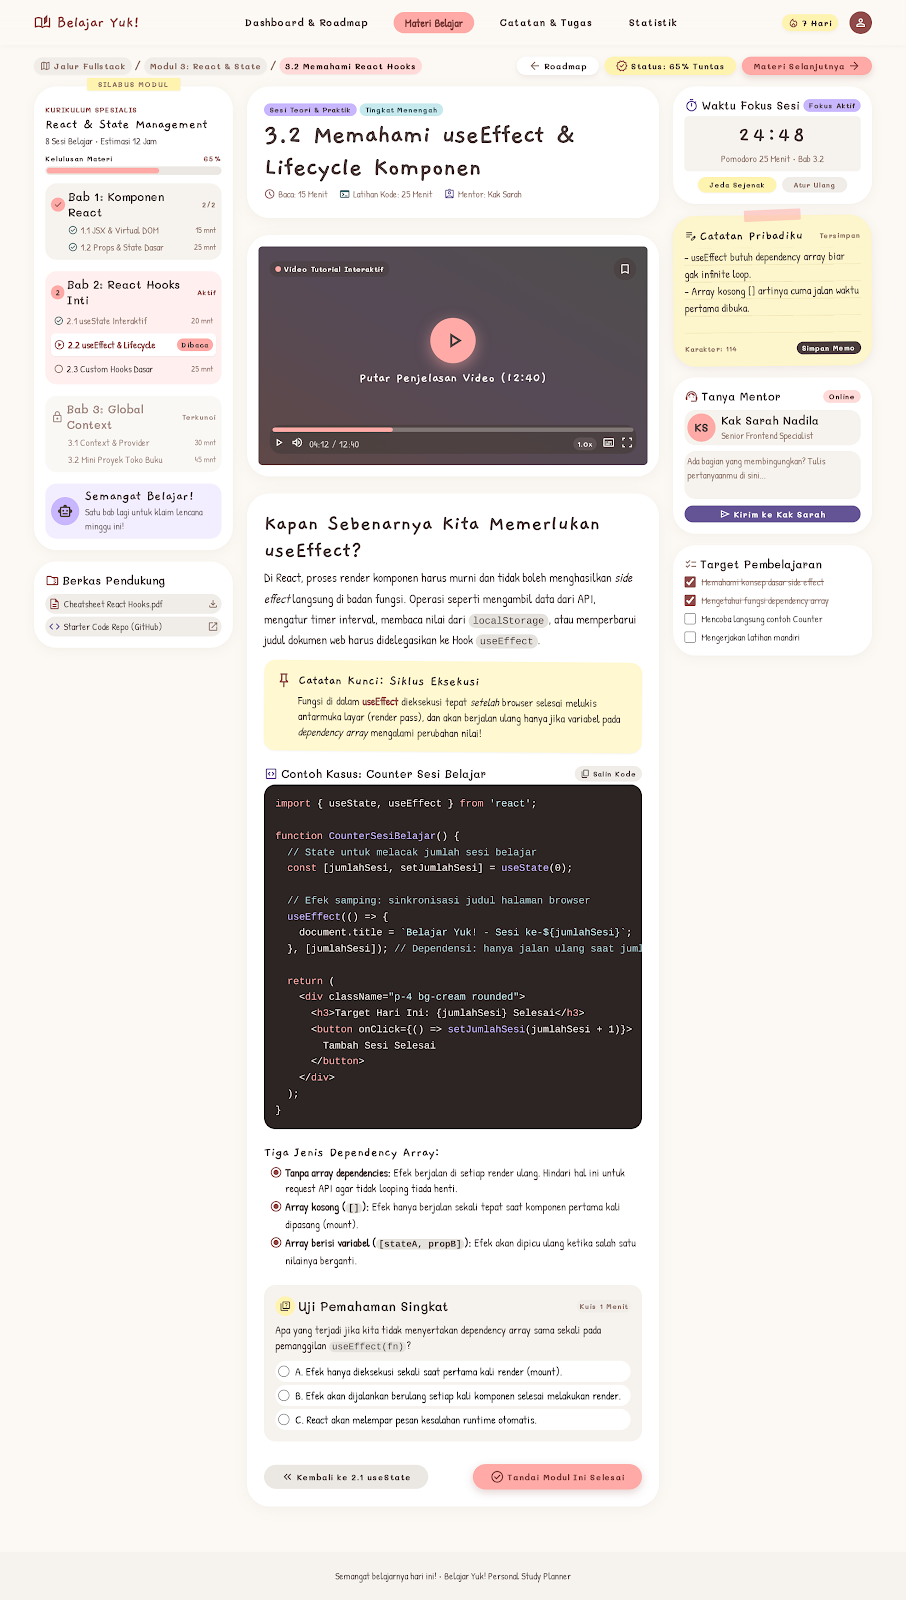 Belajar Yuk!
Dashboard & Roadmap
Materi Belajar
Catatan & Tugas
Statistik
7 Hari
Jalur Fullstack / Modul 3: React & State / 3.2 Memahami React Hooks
Roadmap
Status: 65% Tuntas
Materi Selanjutnya
SILABUS MODUL
KURIKULUM SPESIALIS
React & State Management
8 Sesi Belajar • Estimasi 12 Jam
Kelulusan Materi 65%
Bab 1: Komponen
React
2/2
1.1 JSX & Virtual DOM 15 mnt
1.2 Props & State Dasar 25 mnt
2
Bab 2: React Hooks
Inti
Aktif
2.1 useState Interaktif 20 mnt
2.2 useEffect & Lifecycle Dibaca
2.3 Custom Hooks Dasar 25 mnt
Bab 3: Global
Context
Terkunci
3.1 Context & Provider 30 mnt
3.2 Mini Proyek Toko Buku 45 mnt
Semangat Belajar!
Satu bab lagi untuk klaim lencana
minggu ini!
Berkas Pendukung
Cheatsheet React Hooks.pdf
Starter Code Repo (GitHub)
Sesi Teori & Praktik
Tingkat Menengah
3.2 Memahami useEffect &
Lifecycle Komponen
Baca: 15 Menit
Latihan Kode: 25 Menit
Mentor: Kak Sarah
Video Tutorial Interaktif
Putar Penjelasan Video (12:40)
04:12 / 12:40
1.0x
Kapan Sebenarnya Kita Memerlukan
useEffect?
Di React, proses render komponen harus murni dan tidak boleh menghasilkan side
effect langsung di badan fungsi. Operasi seperti mengambil data dari API,
mengatur timer interval, membaca nilai dari localStorage, atau memperbarui
judul dokumen web harus didelegasikan ke Hook useEffect.
Catatan Kunci: Siklus Eksekusi
Fungsi di dalam useEffect dieksekusi tepat setelah browser selesai melukis
antarmuka layar (render pass), dan akan berjalan ulang hanya jika variabel pada
dependency array mengalami perubahan nilai!
Contoh Kasus: Counter Sesi Belajar
Salin Kode
import { useState, useEffect } from 'react';
function CounterSesiBelajar() {
// State untuk melacak jumlah sesi belajar
const [jumlahSesi, setJumlahSesi] = useState(0);
// Efek samping: sinkronisasi judul halaman browser
useEffect(() => {
document.title = `Belajar Yuk! - Sesi ke-${jumlahSesi}`;
}, [jumlahSesi]); // Dependensi: hanya jalan ulang saat juml
return (
<div className="p-4 bg-cream rounded">
<h3>Target Hari Ini: {jumlahSesi} Selesai</h3>
<button onClick={() => setJumlahSesi(jumlahSesi + 1)}>
Tambah Sesi Selesai
</button>
</div>
);
}
Tiga Jenis Dependency Array:
Tanpa array dependencies: Efek berjalan di setiap render ulang. Hindari hal ini untuk
request API agar tidak looping tiada henti.
Array kosong ([]): Efek hanya berjalan sekali tepat saat komponen pertama kali
dipasang (mount).
Array berisi variabel ([stateA, propB]): Efek akan dipicu ulang ketika salah satu
nilainya berganti.
Uji Pemahaman Singkat
Kuis 1 Menit
Apa yang terjadi jika kita tidak menyertakan dependency array sama sekali pada
pemanggilan useEffect(fn)?
A. Efek hanya dieksekusi sekali saat pertama kali render (mount).
B. Efek akan dijalankan berulang setiap kali komponen selesai melakukan render.
C. React akan melempar pesan kesalahan runtime otomatis.
Kembali ke 2.1 useState
Tandai Modul Ini Selesai
Waktu Fokus Sesi
Fokus Aktif
24:48
Pomodoro 25 Menit • Bab 3.2
Jeda Sejenak
Atur Ulang
Catatan Pribadiku
Tersimpan
- useEffect butuh dependency array biar
gak infinite loop.
- Array kosong [] artinya cuma jalan waktu
pertama dibuka.
Karakter: 114
Simpan Memo
Tanya Mentor
Online
KS
Kak Sarah Nadila
Senior Frontend Specialist
Ada bagian yang membingungkan? Tulis
pertanyaanmu di sini...
Kirim ke Kak Sarah
Target Pembelajaran
Memahami konsep dasar side effect
Mengetahui fungsi dependency array
Mencoba langsung contoh Counter
Mengerjakan latihan mandiri
Semangat belajarnya hari ini! • Belajar Yuk! Personal Study Planner